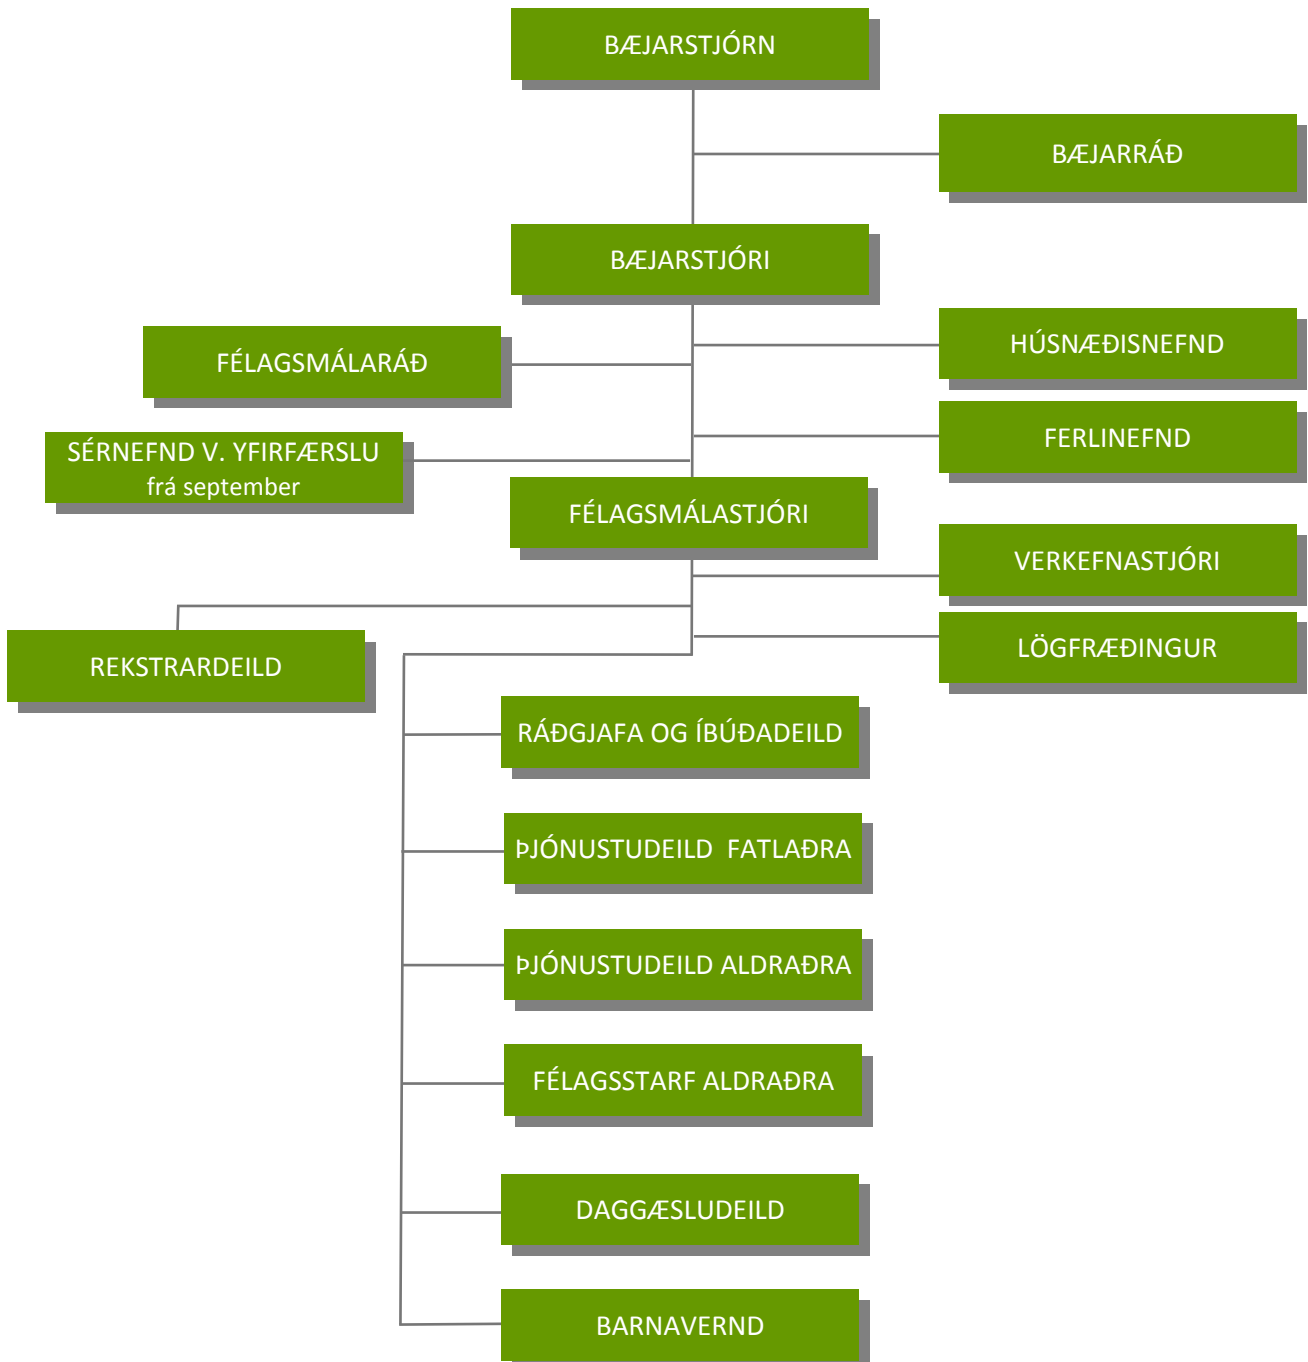 BÆJARSTJÓRN
BÆJARRÁÐ
BÆJARSTJÓRI
HÚSNÆÐISNEFND
FÉLAGSMÁLARÁÐ
FERLINEFND
SÉRNEFND V. YFIRFÆRSLU
frá september
FÉLAGSMÁLASTJÓRI
VERKEFNASTJÓRI
LÖGFRÆÐINGUR
REKSTRARDEILD
RÁÐGJAFA OG ÍBÚÐADEILD
ÞJÓNUSTUDEILD FATLAÐRA
ÞJÓNUSTUDEILD ALDRAÐRA
FÉLAGSSTARF ALDRAÐRA
DAGGÆSLUDEILD
BARNAVERND